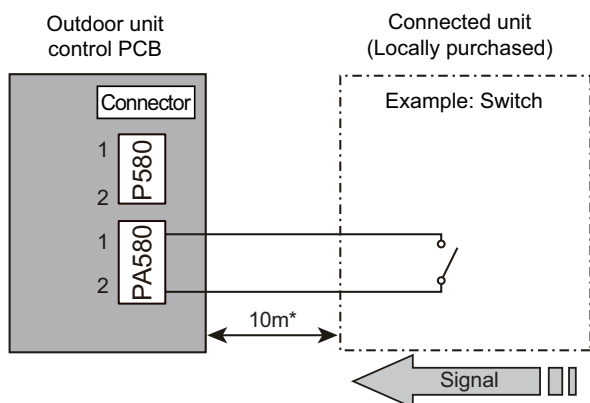 Outdoor unit
control PCB
Connected unit
(Locally purchased)
Connector
Example: Switch
1
2
P580
1
2
PA580
10m*
Signal